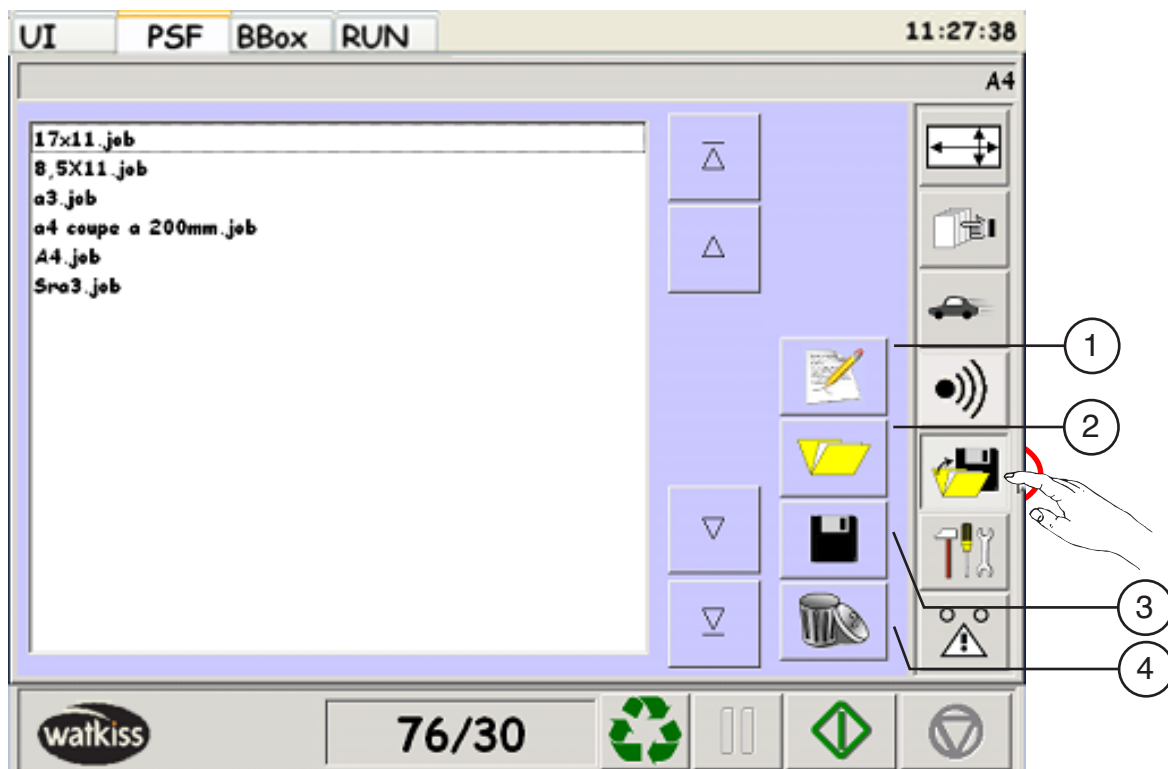 UI PSF BBox RUN 11:27:38
A4
17x11.job
8,5X11.job
a3.job
a4 coupe a 200mm.job
A4.job
Sra3.job
1
2
3
4
watkiss 76/30